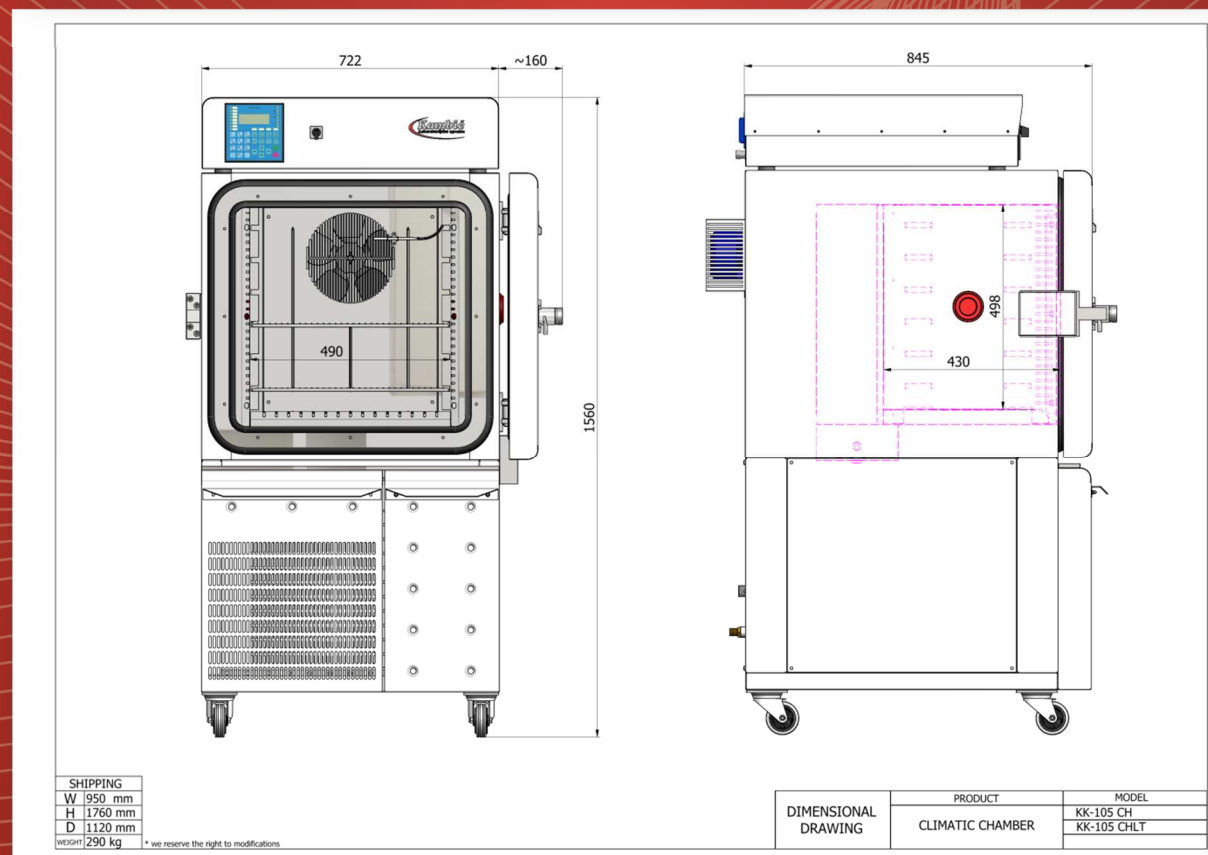 722
~160
845
Kambič
490
1560
498
430
SHIPPING
W 950 mm
H 1760 mm
D 1120 mm
WEIGHT 290 kg
* we reserve the right to modifications
DIMENSIONAL
DRAWING
PRODUCT
CLIMATIC CHAMBER
MODEL
KK-105 CH
KK-105 CHLT